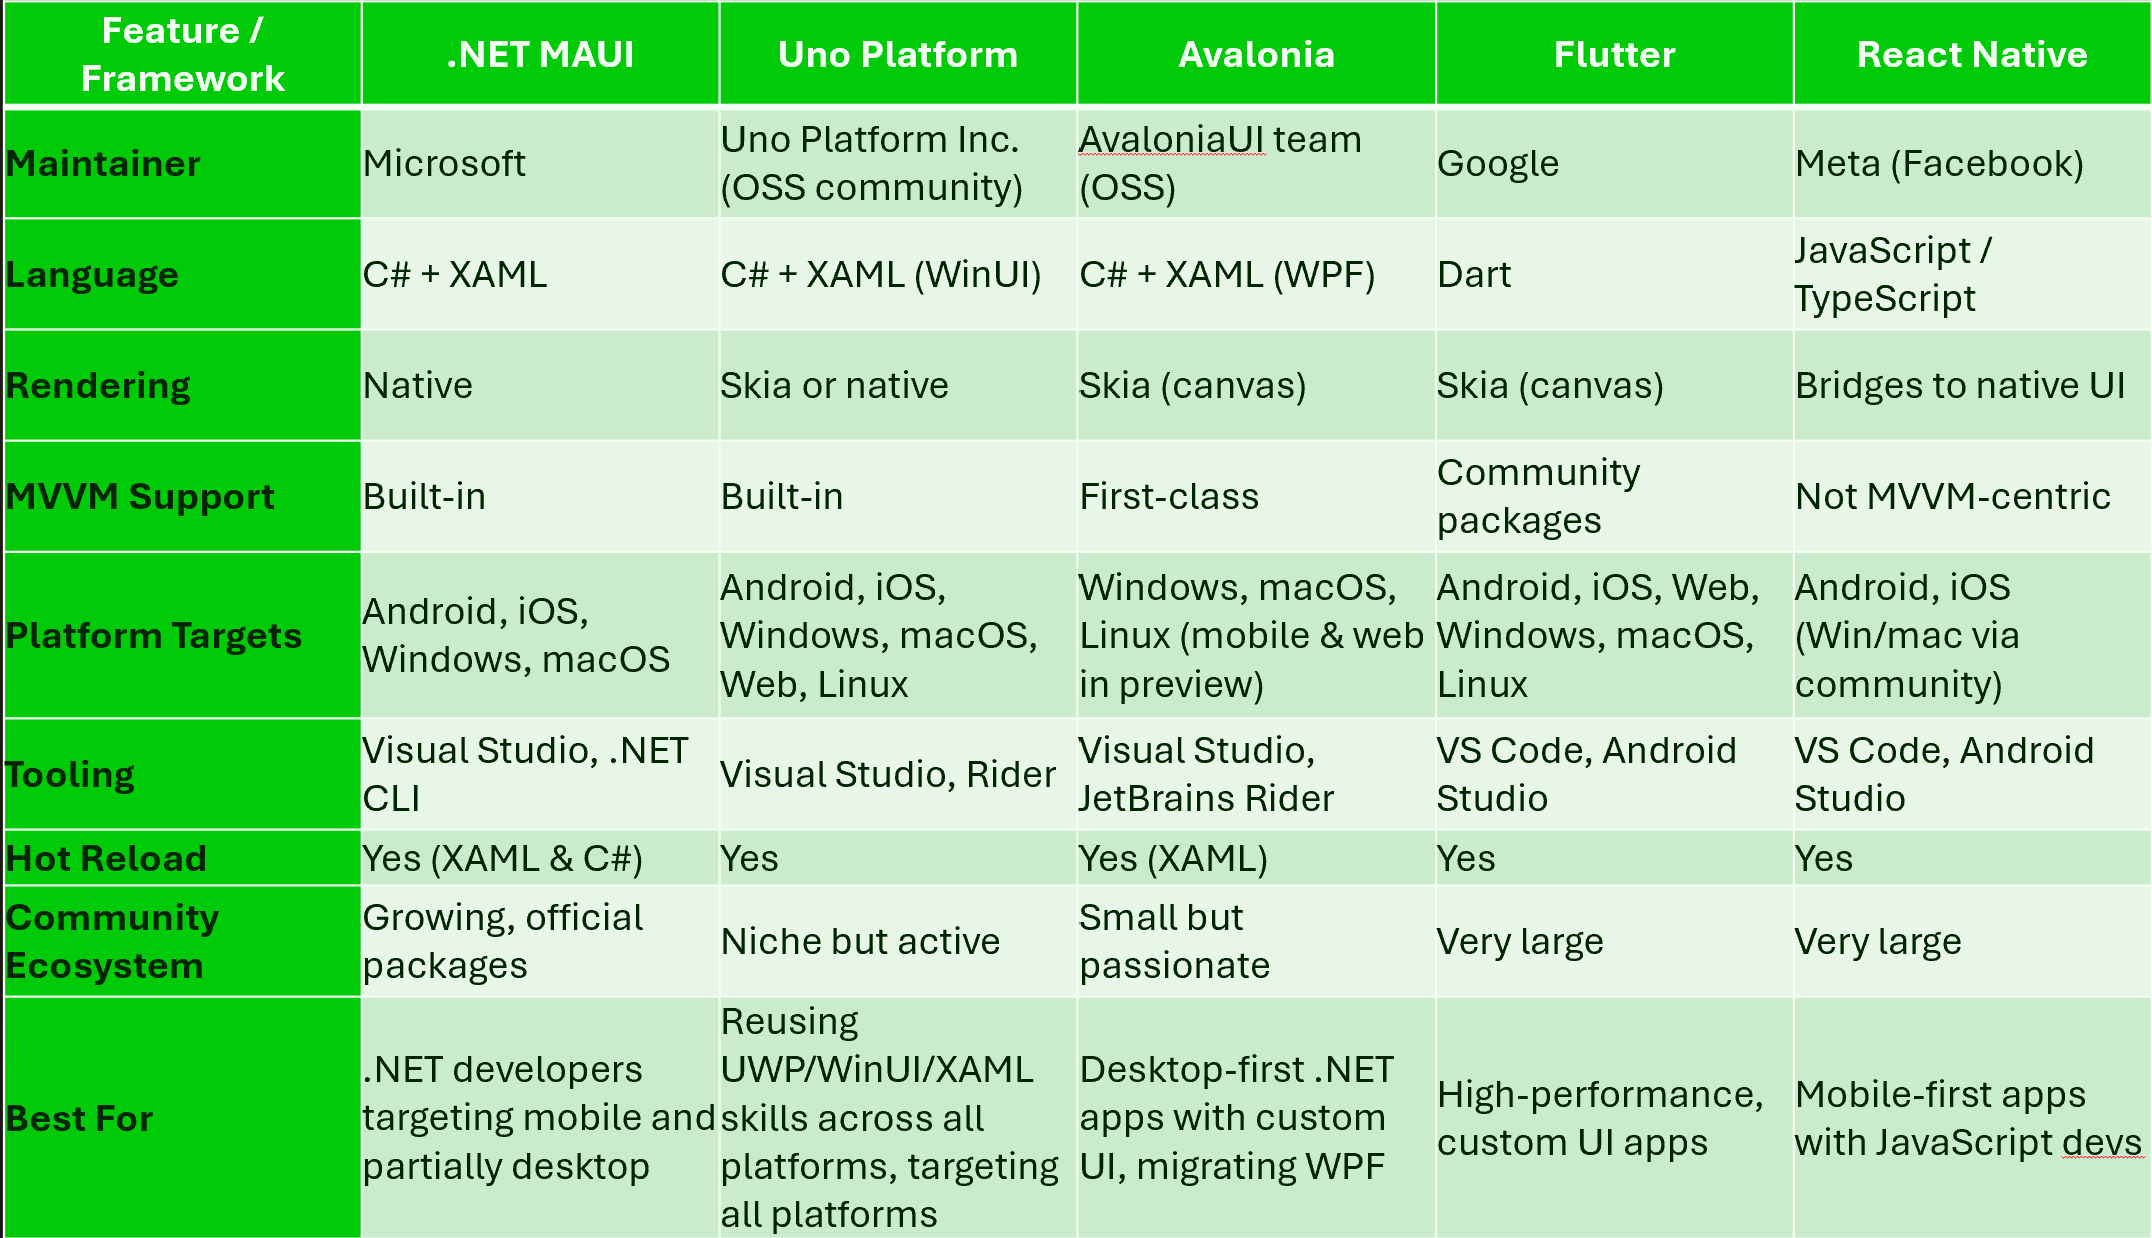 Feature /
Framework
.NET MAUI
Uno Platform
Avalonia
Flutter
React Native
Maintainer
Microsoft
Uno Platform Inc.
(OSS community)
AvaloniaUI team
(OSS)
Google
Meta (Facebook)
Language
C# + XAML
C# + XAML (WinUI)
C# + XAML (WPF)
Dart
JavaScript /
TypeScript
Rendering
Native
Skia or native
Skia (canvas)
Skia (canvas)
Bridges to native UI
MVVM Support
Built-in
Built-in
First-class
Community
packages
Not MVVM-centric
Platform Targets
Android, iOS,
Windows, macOS
Android, iOS,
Windows, macOS,
Web, Linux
Windows, macOS,
Linux (mobile & web
in preview)
Android, iOS, Web,
Windows, macOS,
Linux
Android, iOS
(Win/mac via
community)
Tooling
Visual Studio, .NET
CLI
Visual Studio, Rider
Visual Studio,
JetBrains Rider
VS Code, Android
Studio
VS Code, Android
Studio
Hot Reload
Yes (XAML & C#)
Yes
Yes (XAML)
Yes
Yes
Community
Ecosystem
Growing, official
packages
Niche but active
Small but
passionate
Very large
Very large
Best For
.NET developers
targeting mobile and
partially desktop
Reusing
UWP/WinUI/XAML
skills across all
platforms, targeting
all platforms
Desktop-first .NET
apps with custom
UI, migrating WPF
High-performance,
custom UI apps
Mobile-first apps
with JavaScript devs